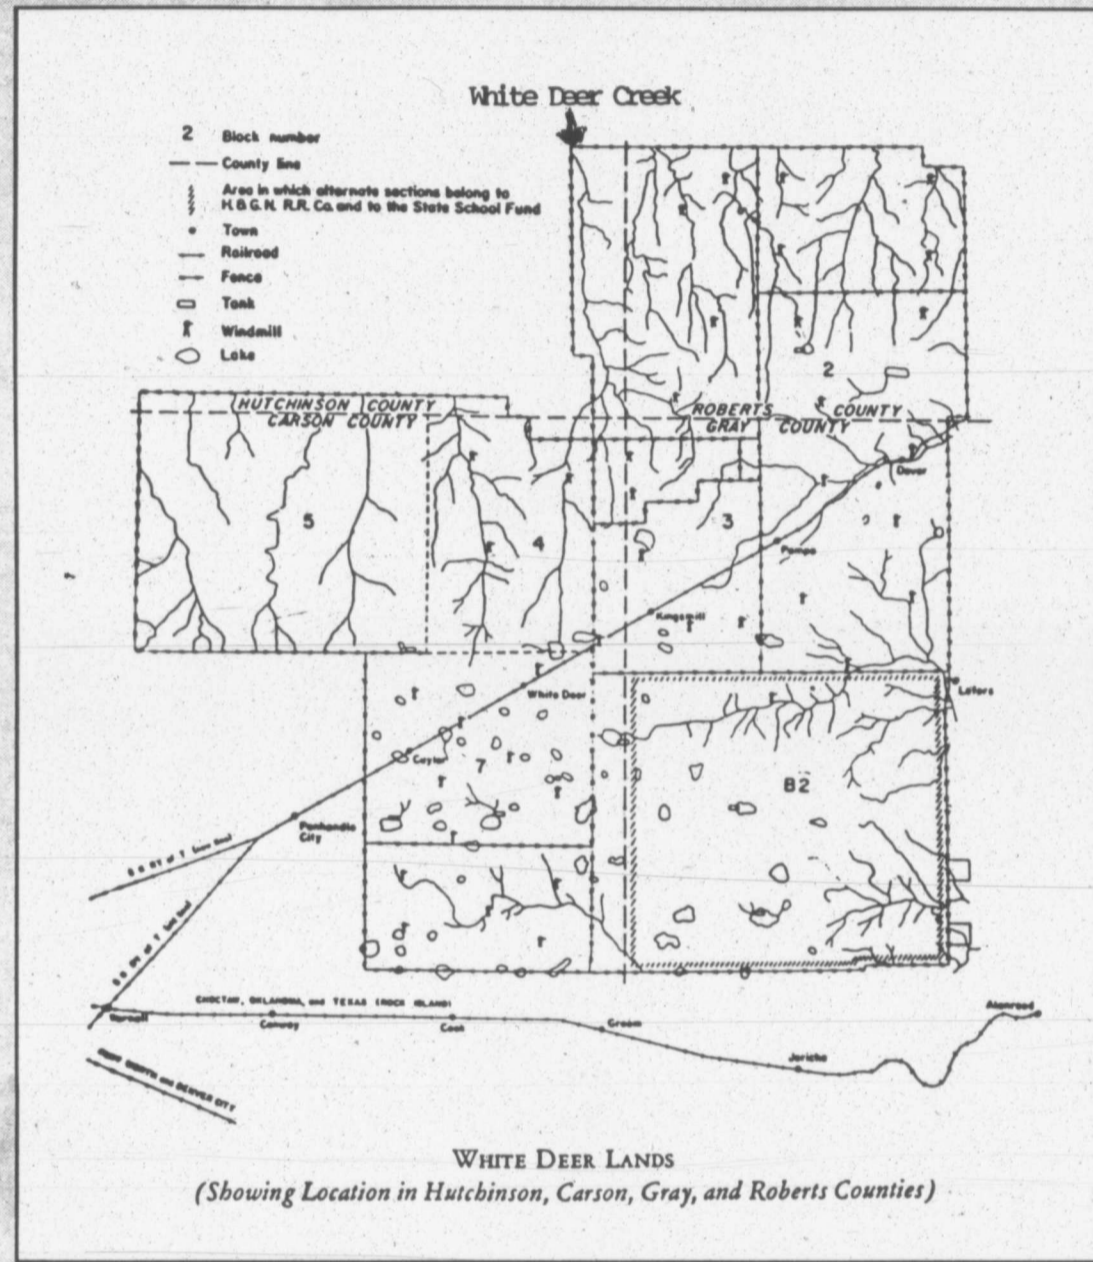 White Deer Creek
2 Block number
County line
Area in which alternate sections belong to
H.& G.N. R.R. Co. and to the State School Fund
Town
Railroad
Fence
Tank
Windmill
Lake
2
HUTCHINSON COUNTY
CARSON COUNTY
ROBERTS COUNTY
GRAY COUNTY
Dover
5
4
3
Pampa
Kingsmill
White Deer
Lefors
Cuyler
7
B2
Panhandle
City
CHOCTAW, OKLAHOMA, and TEXAS (ROCK ISLAND)
Conway
Cook
Groom
Jericho
Alanreed
and DENVER CITY
WHITE DEER LANDS
(Showing Location in Hutchinson, Carson, Gray, and Roberts Counties)